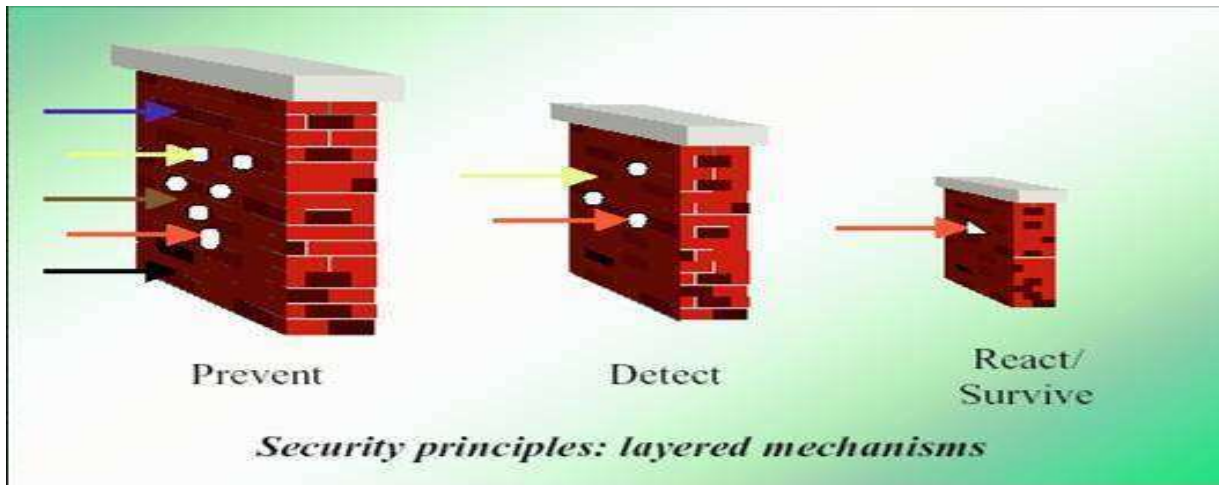 Prevent
Detect
React/
Survive
Security principles: layered mechanisms